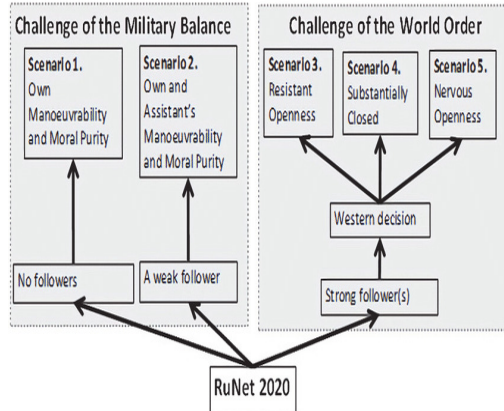 Challenge of the Military Balance
Scenario 1.
Own
Manoeuvrability
and Moral Purity
Scenario 2.
Own and
Assistant's
Manoeuvrability
and Moral Purity
No followers
A weak follower
Challenge of the World Order
Scenario 3.
Resistant
Openness
Scenario 4.
Substantially
Closed
Scenario 5.
Nervous
Openness
Western decision
Strong follower(s)
RuNet 2020